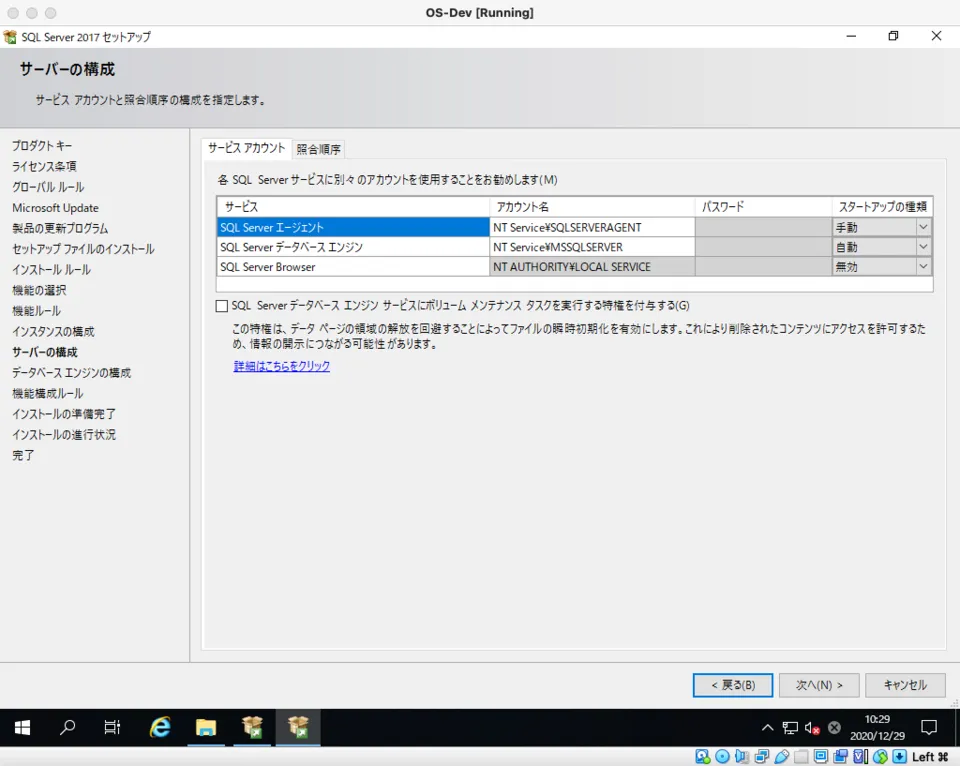 OS-Dev [Running]
SQL Server 2017 セットアップ
サーバーの構成
サービス アカウントと照合順序の構成を指定します。
プロダクト キー
ライセンス条項
グローバル ルール
Microsoft Update
製品の更新プログラム
セットアップ ファイルのインストール
インストール ルール
機能の選択
機能ルール
インスタンスの構成
サーバーの構成
データベース エンジンの構成
機能構成ルール
インストールの準備完了
インストールの進行状況
完了
サービス アカウント 照合順序
各 SQL Server サービスに別々のアカウントを使用することをお勧めします(M)
サービス アカウント名 パスワード スタートアップの種類
SQL Server エージェント NT Service¥SQLSERVERAGENT 手動
SQL Server データベース エンジン NT Service¥MSSQLSERVER 自動
SQL Server Browser NT AUTHORITY¥LOCAL SERVICE 無効
SQL Server データベース エンジン サービスにボリューム メンテナンス タスクを実行する特権を付与する(G)
この特権は、データ ページの領域の解放を回避することによってファイルの瞬時初期化を有効にします。これにより削除されたコンテンツにアクセスを許可するた
め、情報の開示につながる可能性があります。
詳細はこちらをクリック
< 戻る(B) 次へ(N) > キャンセル
10:29
2020/12/29
Left ⌘